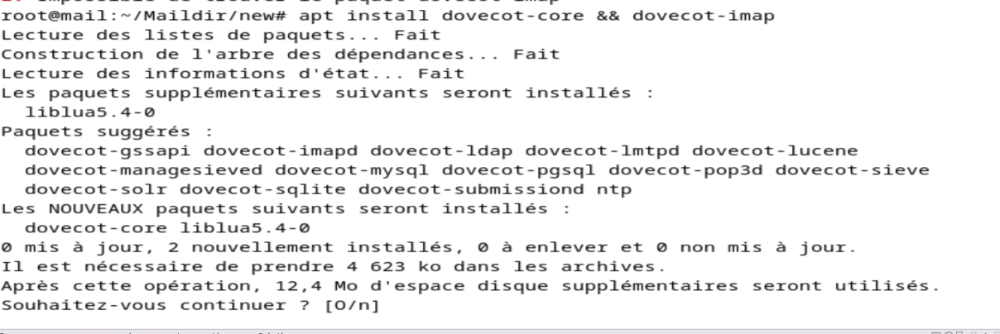 root@mail:~/Maildir/new# apt install dovecot-core && dovecot-imap
Lecture des listes de paquets... Fait
Construction de l'arbre des dépendances... Fait
Lecture des informations d'état... Fait
Les paquets supplémentaires suivants seront installés :
  liblua5.4-0
Paquets suggérés :
  dovecot-gssapi dovecot-imapd dovecot-ldap dovecot-lmtpd dovecot-lucene
  dovecot-managesieved dovecot-mysql dovecot-pgsql dovecot-pop3d dovecot-sieve
  dovecot-solr dovecot-sqlite dovecot-submissiond ntp
Les NOUVEAUX paquets suivants seront installés :
  dovecot-core liblua5.4-0
0 mis à jour, 2 nouvellement installés, 0 à enlever et 0 non mis à jour.
Il est nécessaire de prendre 4 623 ko dans les archives.
Après cette opération, 12,4 Mo d'espace disque supplémentaires seront utilisés.
Souhaitez-vous continuer ? [O/n]